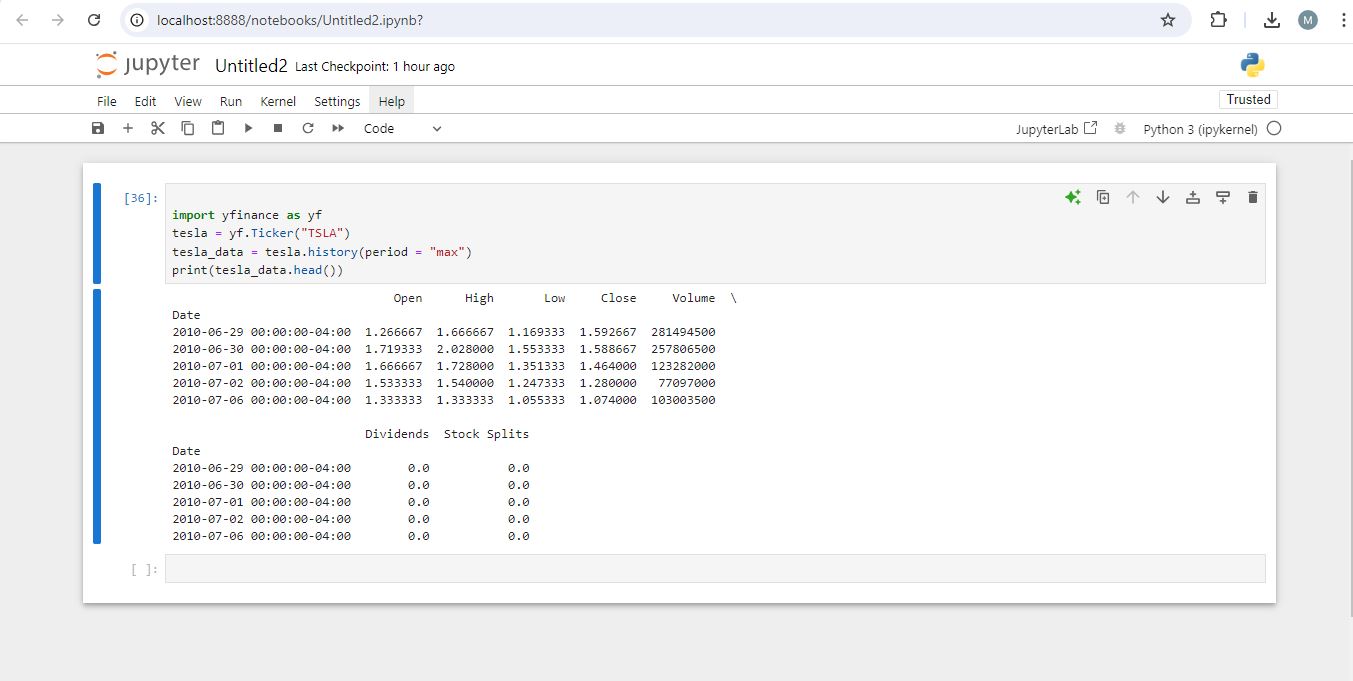 localhost:8888/notebooks/Untitled2.ipynb?
M
jupyter Untitled2 Last Checkpoint: 1 hour ago
File Edit View Run Kernel Settings Help
Trusted
Code
JupyterLab Python 3 (ipykernel)
[36]:
import yfinance as yf
tesla = yf.Ticker("TSLA")
tesla_data = tesla.history(period = "max")
print(tesla_data.head())
Open High Low Close Volume \
Date
2010-06-29 00:00:00-04:00 1.266667 1.666667 1.169333 1.592667 281494500
2010-06-30 00:00:00-04:00 1.719333 2.028000 1.553333 1.588667 257806500
2010-07-01 00:00:00-04:00 1.666667 1.728000 1.351333 1.464000 123282000
2010-07-02 00:00:00-04:00 1.533333 1.540000 1.247333 1.280000 77097000
2010-07-06 00:00:00-04:00 1.333333 1.333333 1.055333 1.074000 103003500
Dividends Stock Splits
Date
2010-06-29 00:00:00-04:00 0.0 0.0
2010-06-30 00:00:00-04:00 0.0 0.0
2010-07-01 00:00:00-04:00 0.0 0.0
2010-07-02 00:00:00-04:00 0.0 0.0
2010-07-06 00:00:00-04:00 0.0 0.0
[ ]: